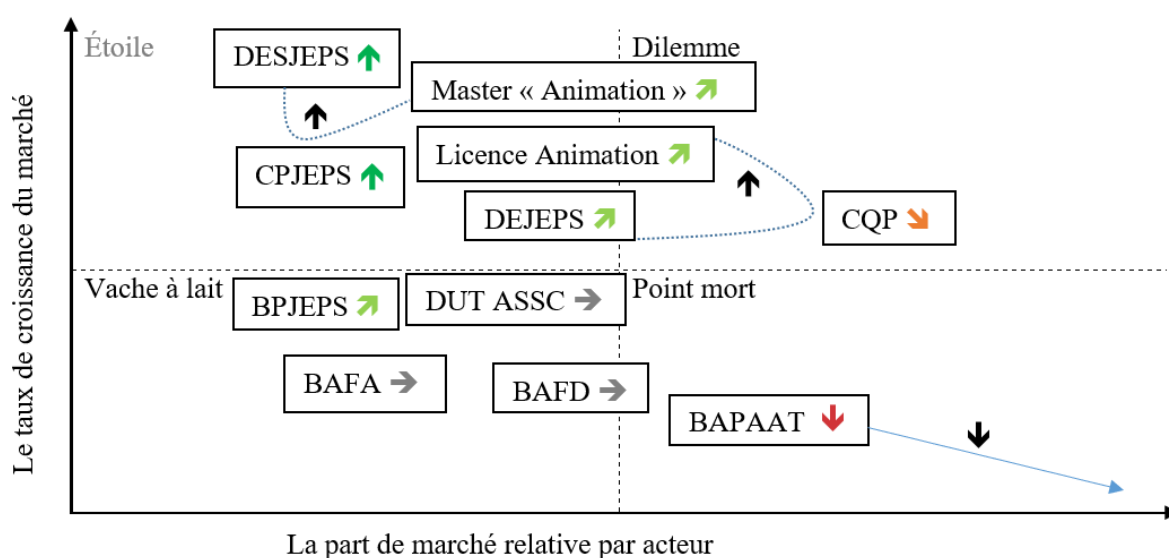 Étoile
Dilemme
DESJEPS
Master « Animation »
Licence Animation
CPJEPS
DEJEPS
CQP
Vache à lait
Point mort
BPJEPS
DUT ASSC
BAFA
BAFD
BAPAAT
Le taux de croissance du marché
La part de marché relative par acteur